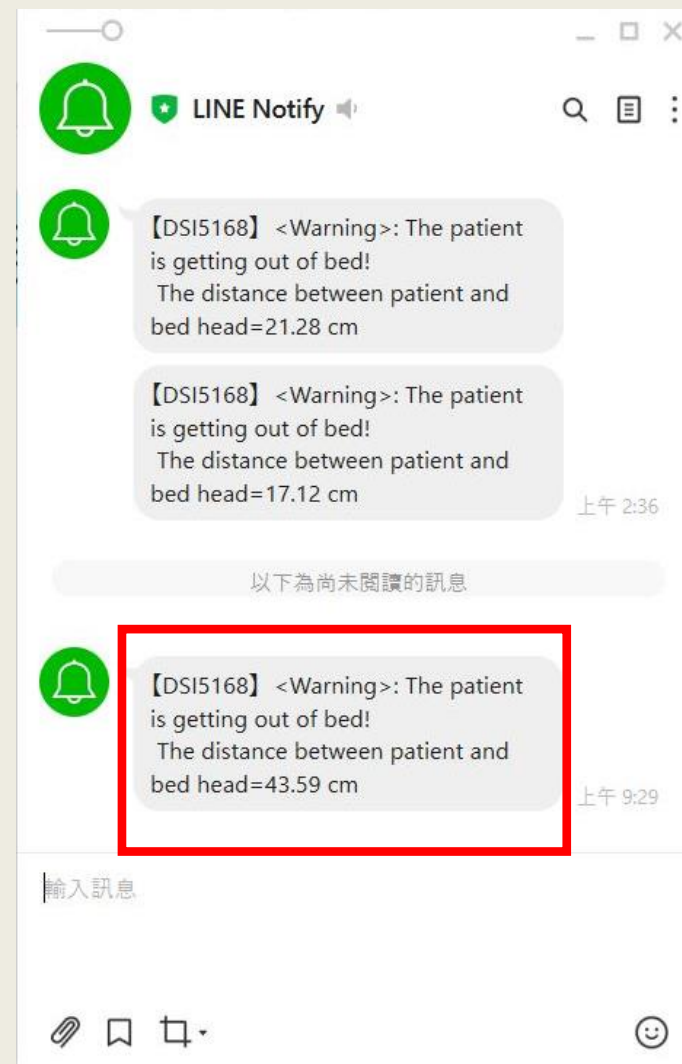 LINE Notify
【DSI5168】 <Warning>: The patient
is getting out of bed!
The distance between patient and
bed head=21.28 cm
【DSI5168】 <Warning>: The patient
is getting out of bed!
The distance between patient and
bed head=17.12 cm
上午 2:36
以下為尚未閱讀的訊息
【DSI5168】 <Warning>: The patient
is getting out of bed!
The distance between patient and
bed head=43.59 cm
上午 9:29
輸入訊息